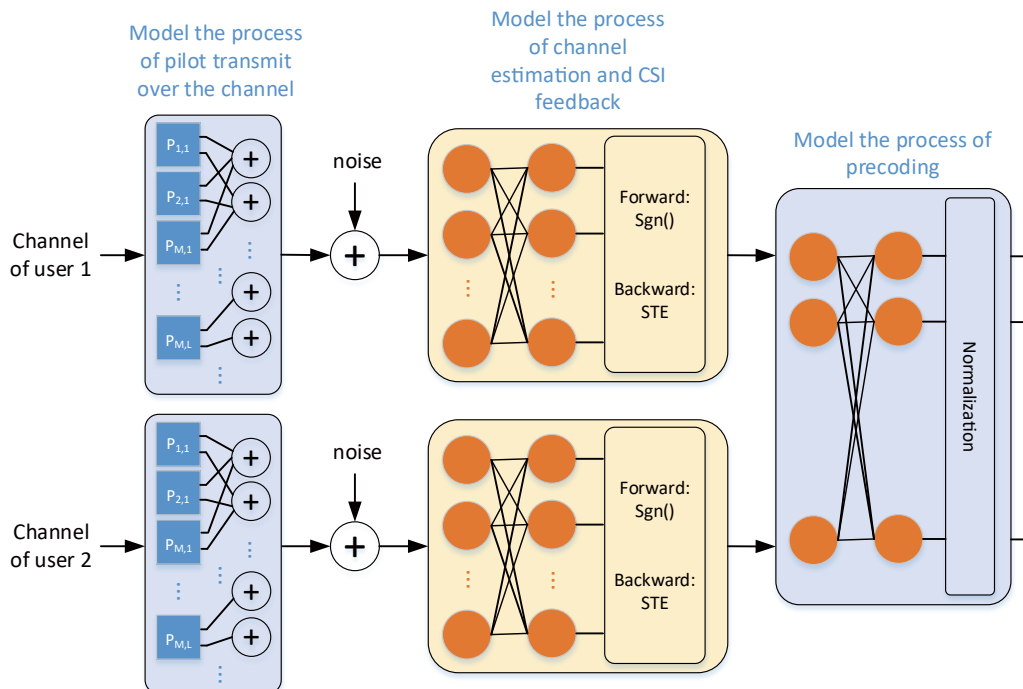 Model the process
of pilot transmit
over the channel
Model the process
of channel
estimation and CSI
feedback
Model the process of
precoding
Channel
of user 1
P1,1
P2,1
PM,1
...
PM,L
+
+
...
...
+
+
...
noise
+
...
...
Forward:
Sgn()
Backward:
STE
Normalization
Channel
of user 2
P1,1
P2,1
PM,1
...
PM,L
+
+
...
...
+
+
...
noise
+
...
...
Forward:
Sgn()
Backward:
STE